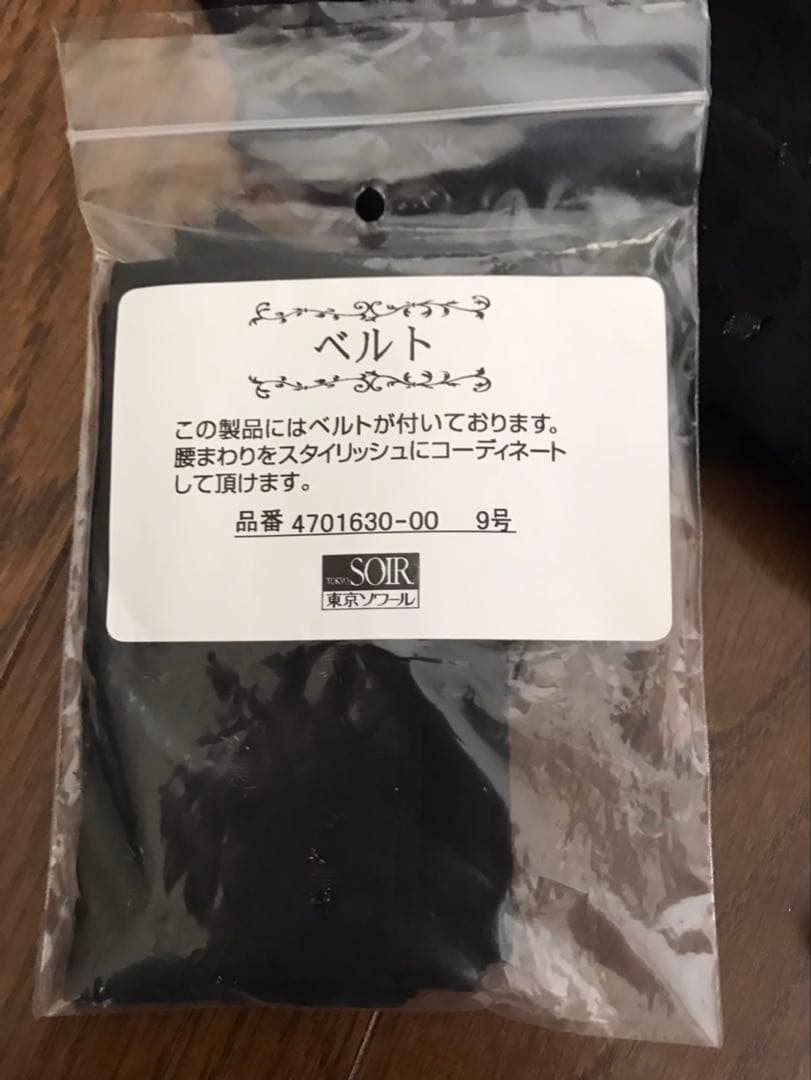 ベルト
この製品にはベルトが付いております。
腰まわりをスタイリッシュにコーディネート
して頂けます。
品番 4701630-00 9号
TOKYO SOIR
東京ソワール